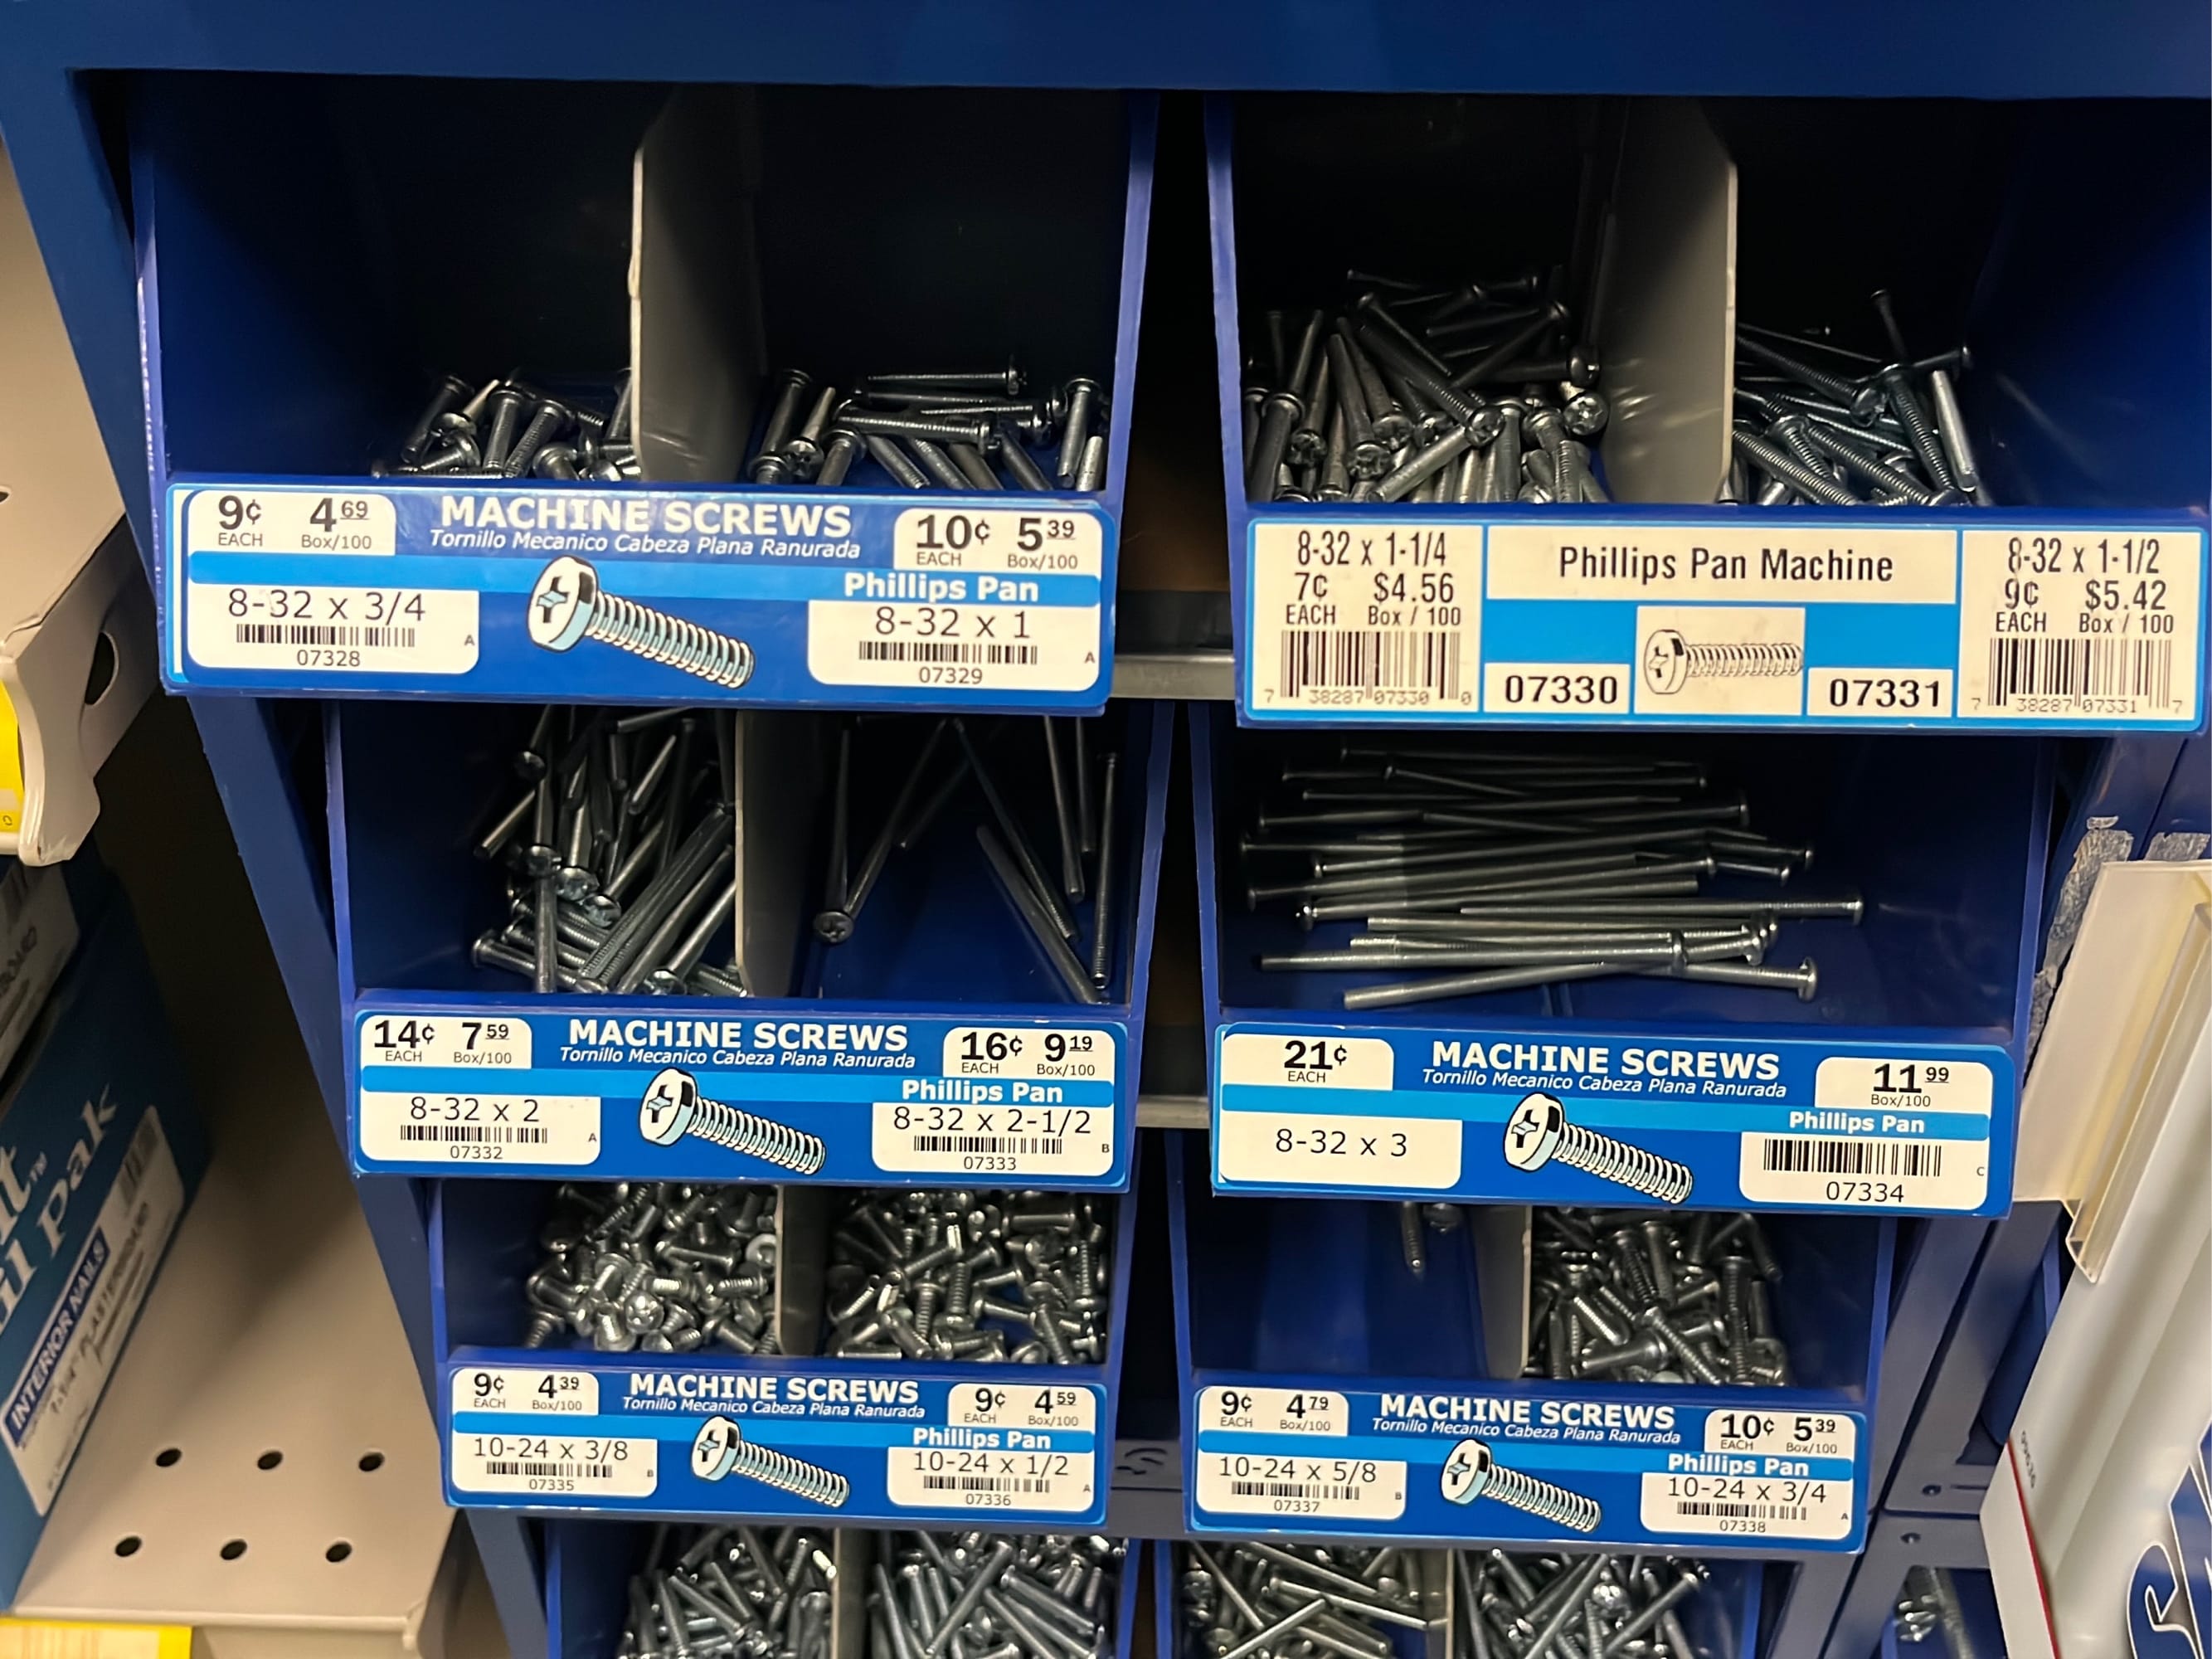 9¢ 4 69
EACH Box/100
MACHINE SCREWS
Tornillo Mecanico Cabeza Plana Ranurada
10¢ 5 39
EACH Box/100
Phillips Pan
8-32 x 3/4
07328
A
8-32 x 1
07329
A
8-32 x 1-1/4
7¢ $4.56
EACH Box / 100
7 38287 07330 0
Phillips Pan Machine
07330
07331
8-32 x 1-1/2
9¢ $5.42
EACH Box / 100
7 38287 07331 7
14¢ 7 59
EACH Box/100
MACHINE SCREWS
Tornillo Mecanico Cabeza Plana Ranurada
16¢ 9 19
EACH Box/100
Phillips Pan
8-32 x 2
07332
A
8-32 x 2-1/2
07333
B
21¢
EACH
MACHINE SCREWS
Tornillo Mecanico Cabeza Plana Ranurada
11 99
Box/100
Phillips Pan
8-32 x 3
07334
C
9¢ 4 39
EACH Box/100
MACHINE SCREWS
Tornillo Mecanico Cabeza Plana Ranurada
9¢ 4 59
EACH Box/100
Phillips Pan
10-24 x 3/8
07335
B
10-24 x 1/2
07336
A
9¢ 4 79
EACH Box/100
MACHINE SCREWS
Tornillo Mecanico Cabeza Plana Ranurada
10¢ 5 39
EACH Box/100
Phillips Pan
10-24 x 5/8
07337
B
10-24 x 3/4
07338
A
Pak
INTERIOR NAILS